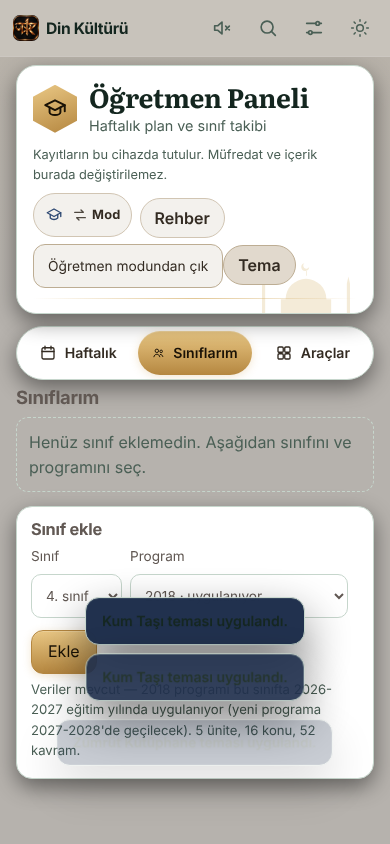 Din Kültürü
Öğretmen Paneli
Haftalık plan ve sınıf takibi
Kayıtların bu cihazda tutulur. Müfredat ve içerik
burada değiştirilemez.
Mod
Rehber
Öğretmen modundan çık
Tema
Haftalık
Sınıflarım
Araçlar
Sınıflarım
Henüz sınıf eklemedin. Aşağıdan sınıfını ve
programını seç.
Sınıf ekle
Sınıf
Program
4. sınıf
2018 · uygulanıyor
Kum Taşı teması uygulandı.
Ekle
Kum Taşı teması uygulandı.
Veriler mevcut — 2018 programı bu sınıfta 2026-
2027 eğitim yılında uygulanıyor (yeni programa
2027-2028'de geçilecek). 5 ünite, 16 konu, 52
kavram.